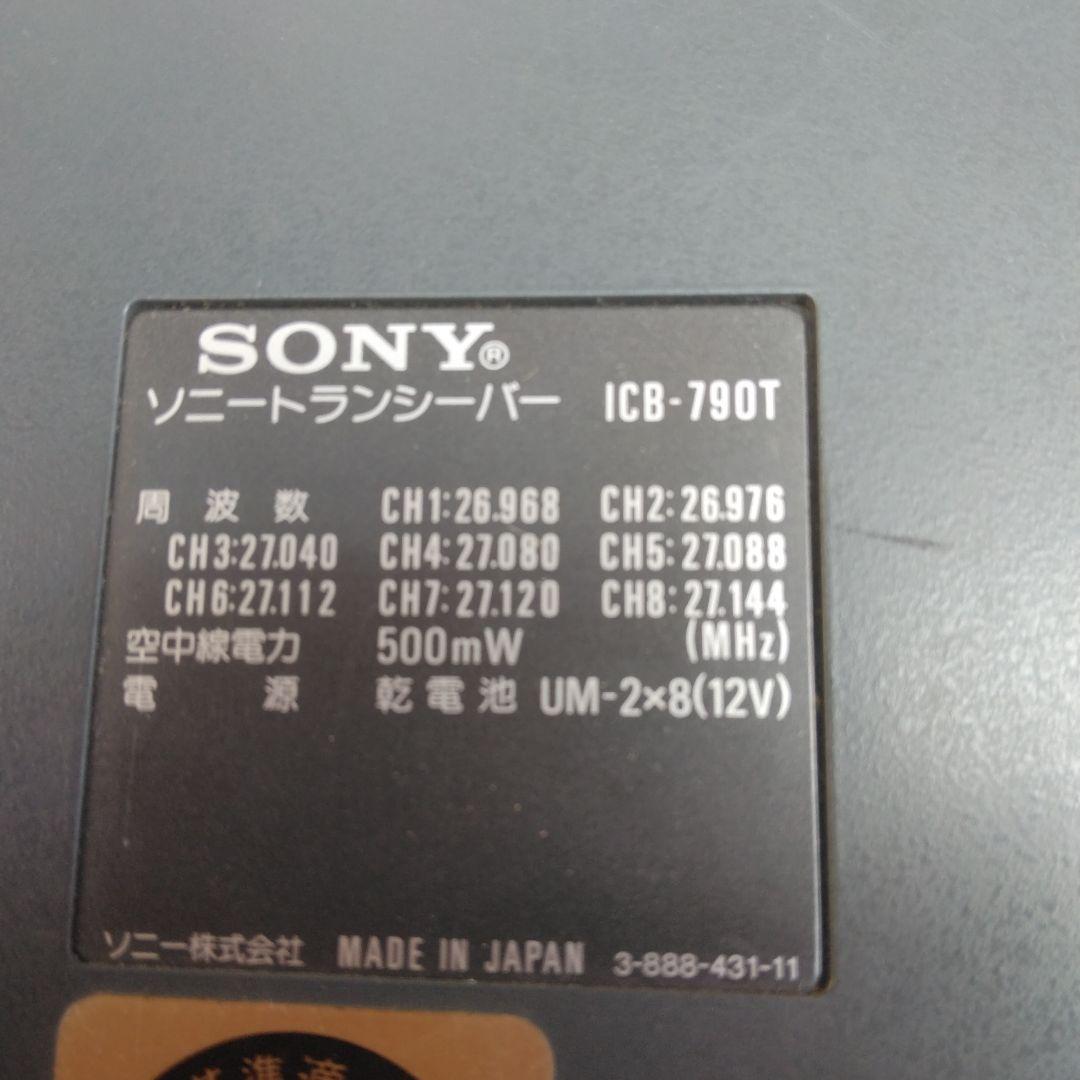 SONY®
ソニートランシーバー ICB-790T
周波数 CH1:26.968 CH2:26.976
CH3:27.040 CH4:27.080 CH5:27.088
CH6:27.112 CH7:27.120 CH8:27.144
空中線電力 500mW (MHz)
電源 乾電池 UM-2×8(12V)
ソニー株式会社 MADE IN JAPAN 3-888-431-11
準適